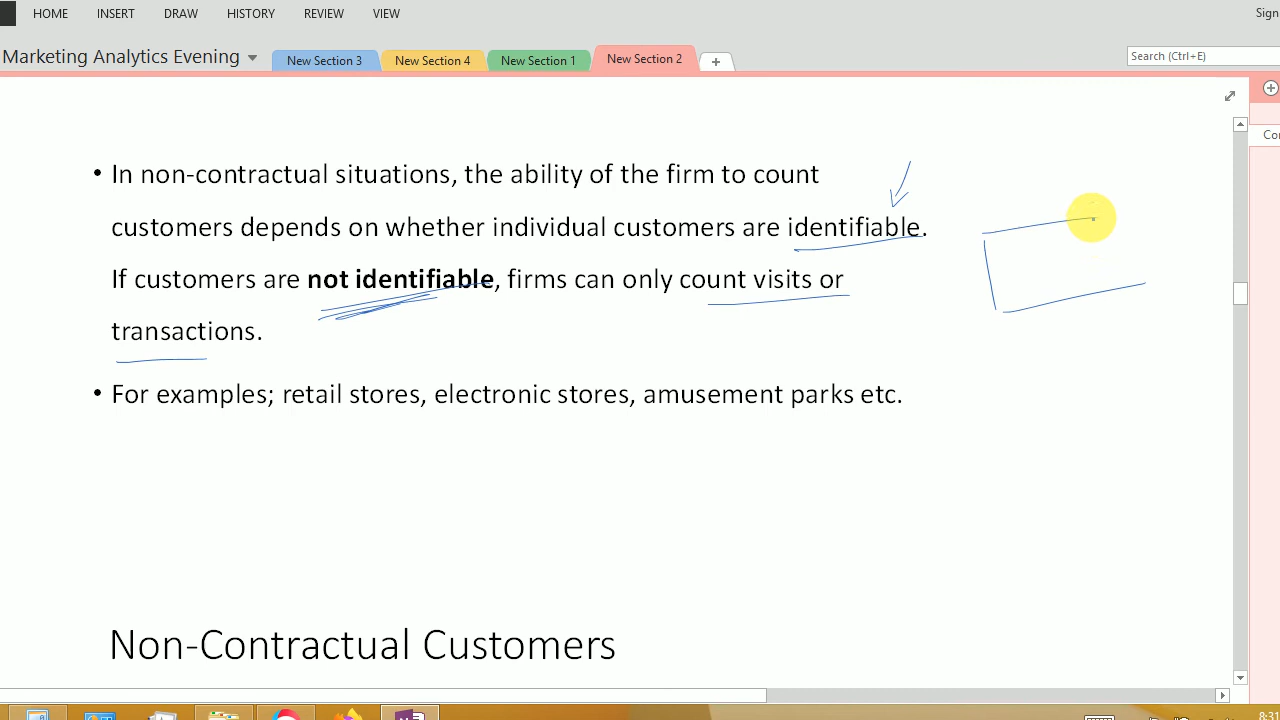 HOME INSERT DRAW HISTORY REVIEW VIEW Sign
Marketing Analytics Evening New Section 3 New Section 4 New Section 1 New Section 2 Search (Ctrl+E)
• In non-contractual situations, the ability of the firm to count
customers depends on whether individual customers are identifiable.
If customers are not identifiable, firms can only count visits or
transactions.
• For examples; retail stores, electronic stores, amusement parks etc.
Non-Contractual Customers